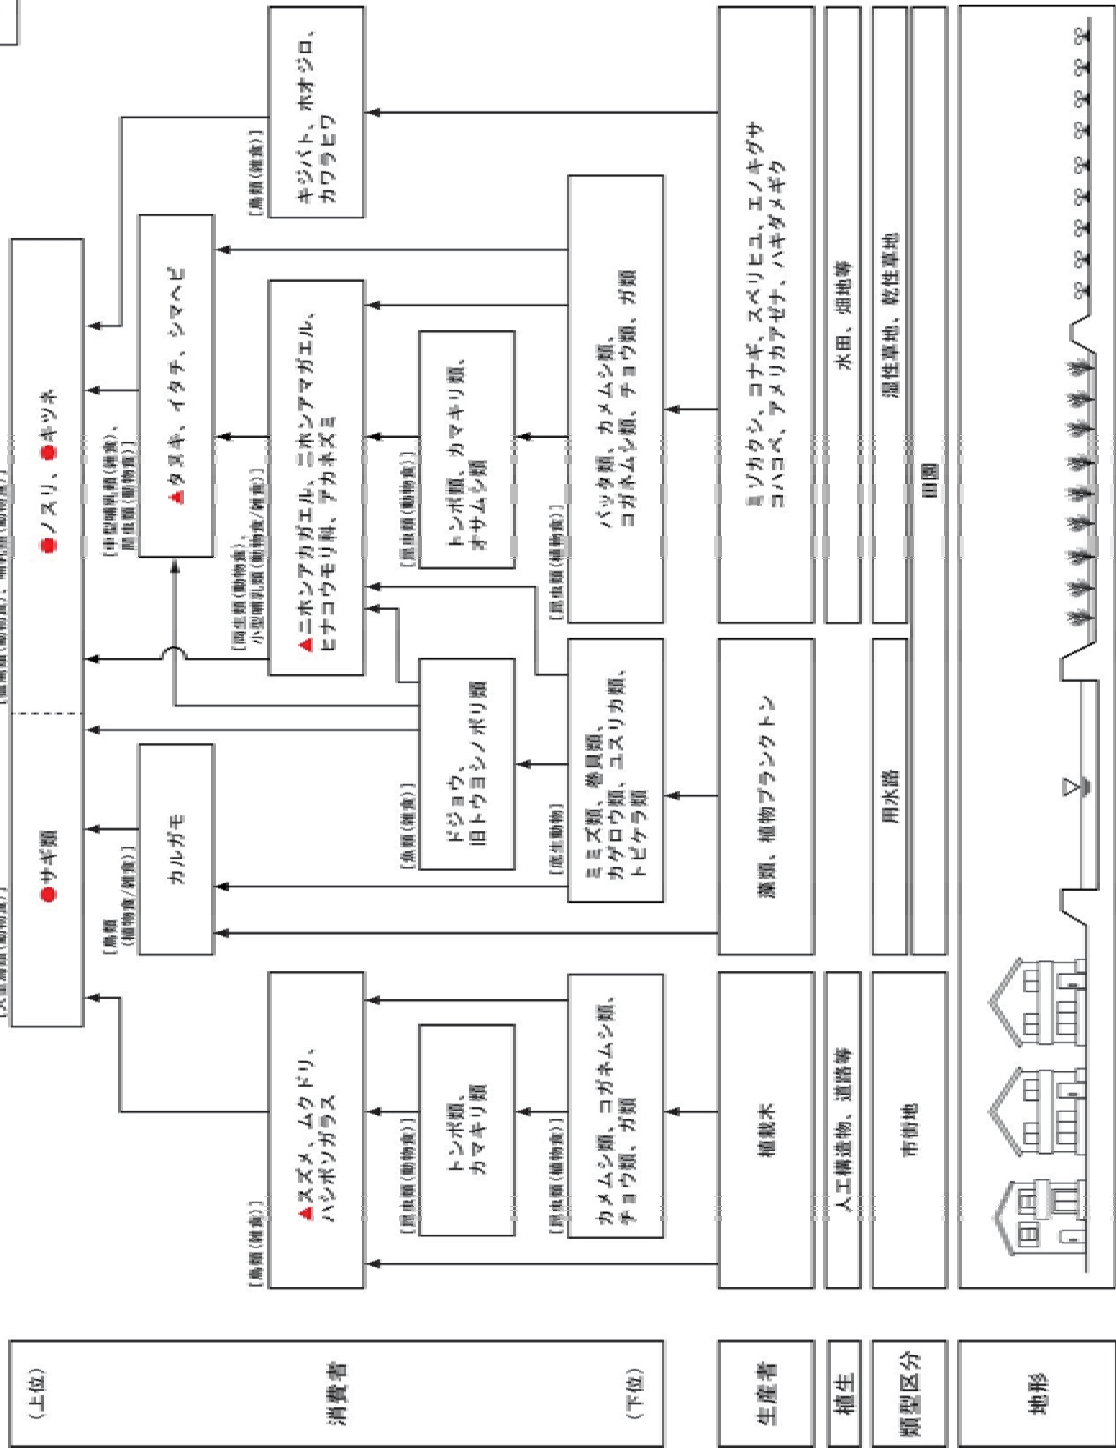 (上位)
消費者
(下位)
●サギ類
●ノスリ、●キツネ
[鳥類
(植物食/雑食)]
カルガモ
[中型哺乳類(雑食)、
爬虫類(動物食)]
▲タヌキ、イタチ、シマヘビ
[鳥類(雑食)]
▲スズメ、ムクドリ、
ハシボソガラス
[両生類(動物食)、
小型哺乳類(動物食/雑食)]
▲ニホンアカガエル、ニホンアマガエル、
ヒナコウモリ科、アカネズミ
[鳥類(雑食)]
キジバト、ホオジロ、
カワラヒワ
[昆虫類(動物食)]
トンボ類、
カマキリ類
[魚類(雑食)]
ドジョウ、
旧トウヨシノボリ類
[昆虫類(動物食)]
トンボ類、カマキリ類、
オサムシ類
[昆虫類(植物食)]
カメムシ類、コガネムシ類、
チョウ類、ガ類
[底生動物]
ミミズ類、巻貝類、
カゲロウ類、ユスリカ類、
トビケラ類
[昆虫類(植物食)]
バッタ類、カメムシ類、
コガネムシ類、チョウ類、ガ類
生産者
植栽木
藻類、植物プランクトン
ミゾカクシ、コナギ、スベリヒユ、エノキグサ
コハコベ、アメリカアゼナ、ハキダメギク
植生
人工構造物、道路等
水田、畑地等
類型区分
市街地
用水路
湿性草地、乾性草地
田園
地形